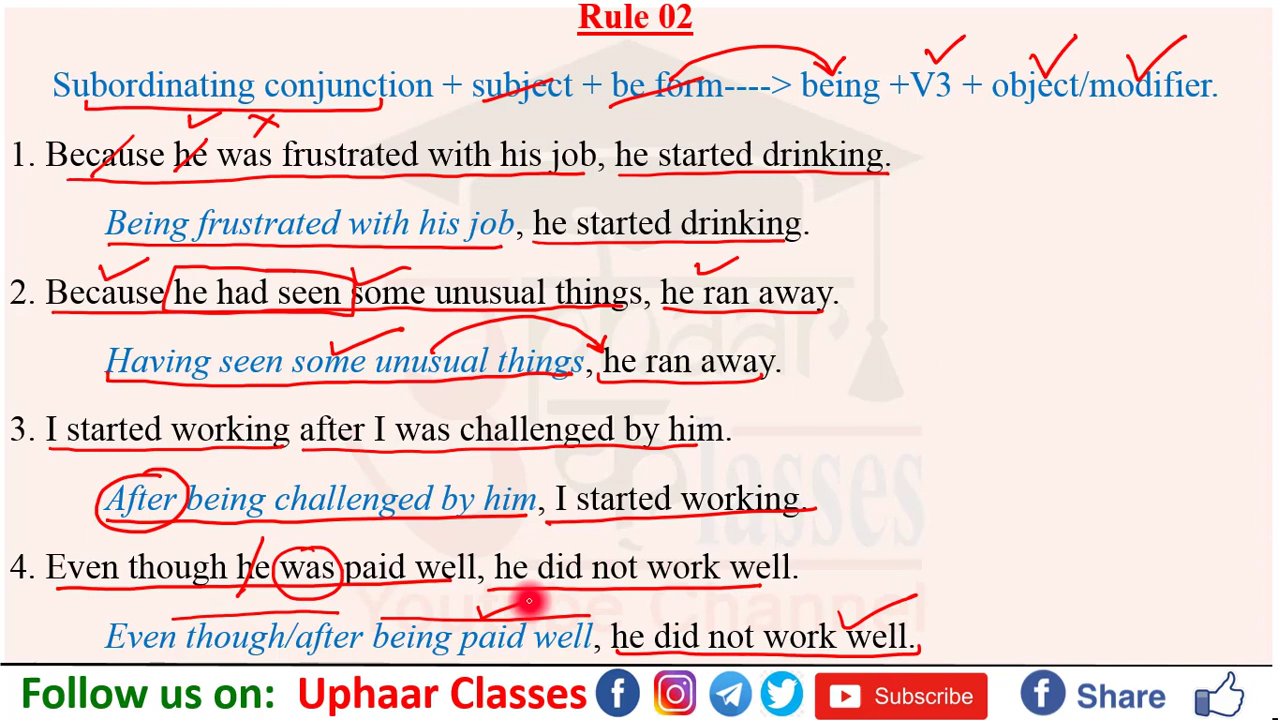 Rule 02
Subordinating conjunction + subject + be form----> being +V3 + object/modifier.
1. Because he was frustrated with his job, he started drinking.
Being frustrated with his job, he started drinking.
2. Because he had seen some unusual things, he ran away.
Having seen some unusual things, he ran away.
3. I started working after I was challenged by him.
After being challenged by him, I started working.
4. Even though he was paid well, he did not work well.
Even though/after being paid well, he did not work well.
Follow us on: Uphaar Classes Subscribe Share